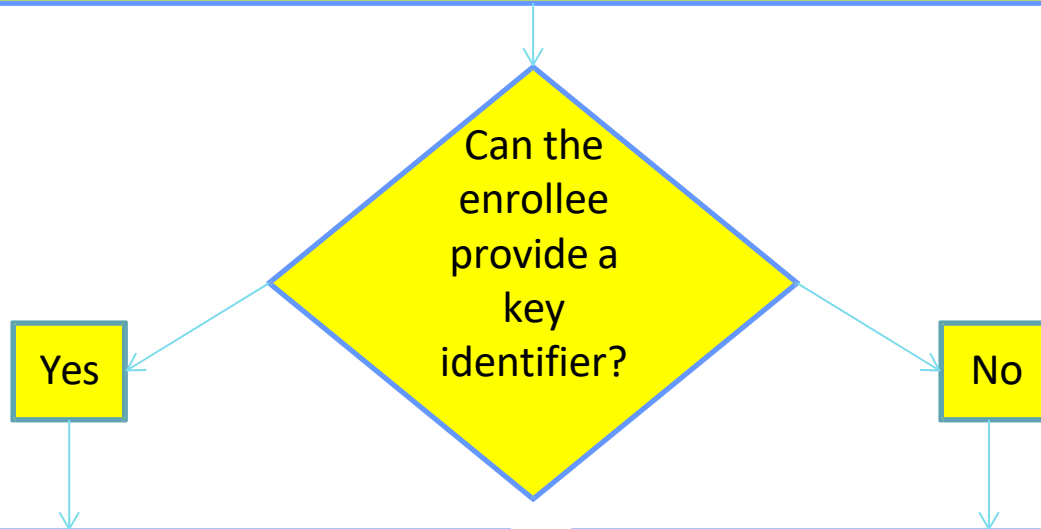 Can the
enrollee
provide a
key
identifier?
Yes
No